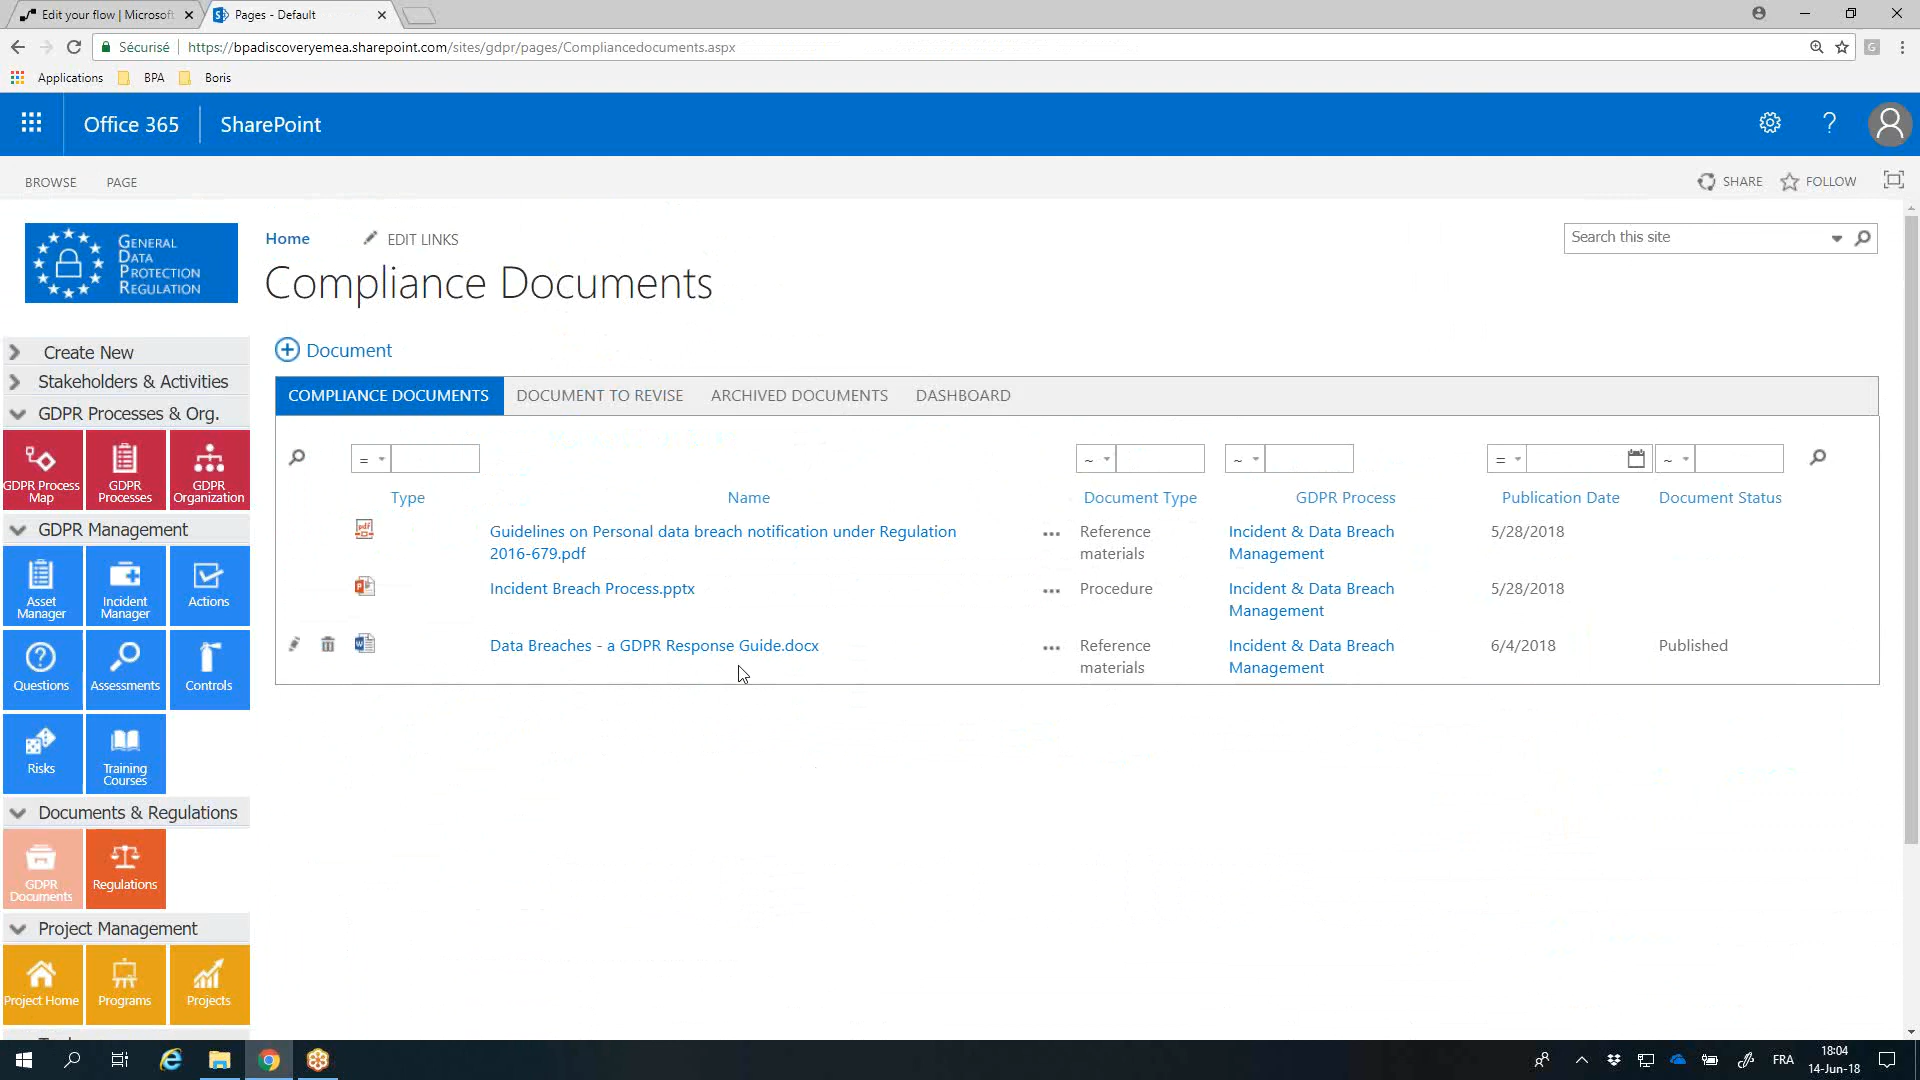 Edit your flow | Microsof
Pages - Default
Sécurisé
https://bpadiscoveryemea.sharepoint.com/sites/gdpr/pages/Compliancedocuments.aspx
G
Applications
BPA
Boris
Office 365
SharePoint
?
BROWSE
PAGE
SHARE
FOLLOW
GENERAL
DATA
PROTECTION
REGULATION
Home
EDIT LINKS
Search this site
Compliance Documents
Document
COMPLIANCE DOCUMENTS
DOCUMENT TO REVISE
ARCHIVED DOCUMENTS
DASHBOARD
=
~
~
=
~
Type
Name
Document Type
GDPR Process
Publication Date
Document Status
pdf
Guidelines on Personal data breach notification under Regulation
2016-679.pdf
...
Reference
materials
Incident & Data Breach
Management
5/28/2018
Incident Breach Process.pptx
...
Procedure
Incident & Data Breach
Management
5/28/2018
Data Breaches - a GDPR Response Guide.docx
...
Reference
materials
Incident & Data Breach
Management
6/4/2018
Published
Create New
Stakeholders & Activities
GDPR Processes & Org.
GDPR Process
Map
GDPR
Processes
GDPR
Organization
GDPR Management
Asset
Manager
Incident
Manager
Actions
Questions
Assessments
Controls
Risks
Training
Courses
Documents & Regulations
GDPR
Documents
Regulations
Project Management
Project Home
Programs
Projects
FRA
18:04
14-Jun-18